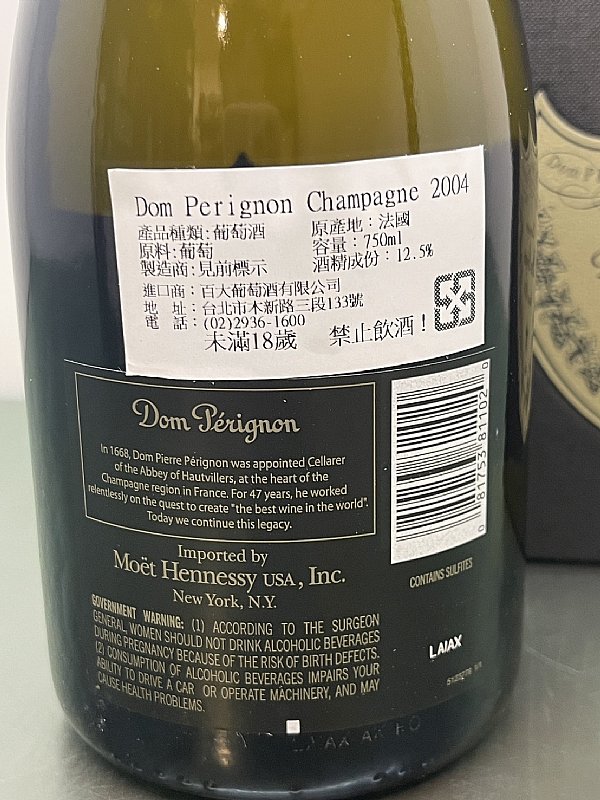 Dom Perignon Champagne 2004
產品種類:葡萄酒
原產地：法國
原料:葡萄
容量：750ml
製造商:見前標示
酒精成份：12.5%
進口商：百大葡萄酒有限公司
地 址：台北市木新路三段133號
電 話：(02)2936-1600
未滿18歲 禁止飲酒！
Dom Pérignon
In 1668, Dom Pierre Pérignon was appointed Cellarer
of the Abbey of Hautvillers, at the heart of the
Champagne region in France. For 47 years, he worked
relentlessly on the quest to create "the best wine in the world".
Today we continue this legacy.
0 81753 81102 0
Imported by
Moët Hennessy USA, Inc.
New York, N.Y.
CONTAINS SULFITES
GOVERNMENT WARNING: (1) ACCORDING TO THE SURGEON
GENERAL, WOMEN SHOULD NOT DRINK ALCOHOLIC BEVERAGES
DURING PREGNANCY BECAUSE OF THE RISK OF BIRTH DEFECTS.
(2) CONSUMPTION OF ALCOHOLIC BEVERAGES IMPAIRS YOUR
ABILITY TO DRIVE A CAR OR OPERATE MACHINERY, AND MAY
CAUSE HEALTH PROBLEMS.
LAIAX